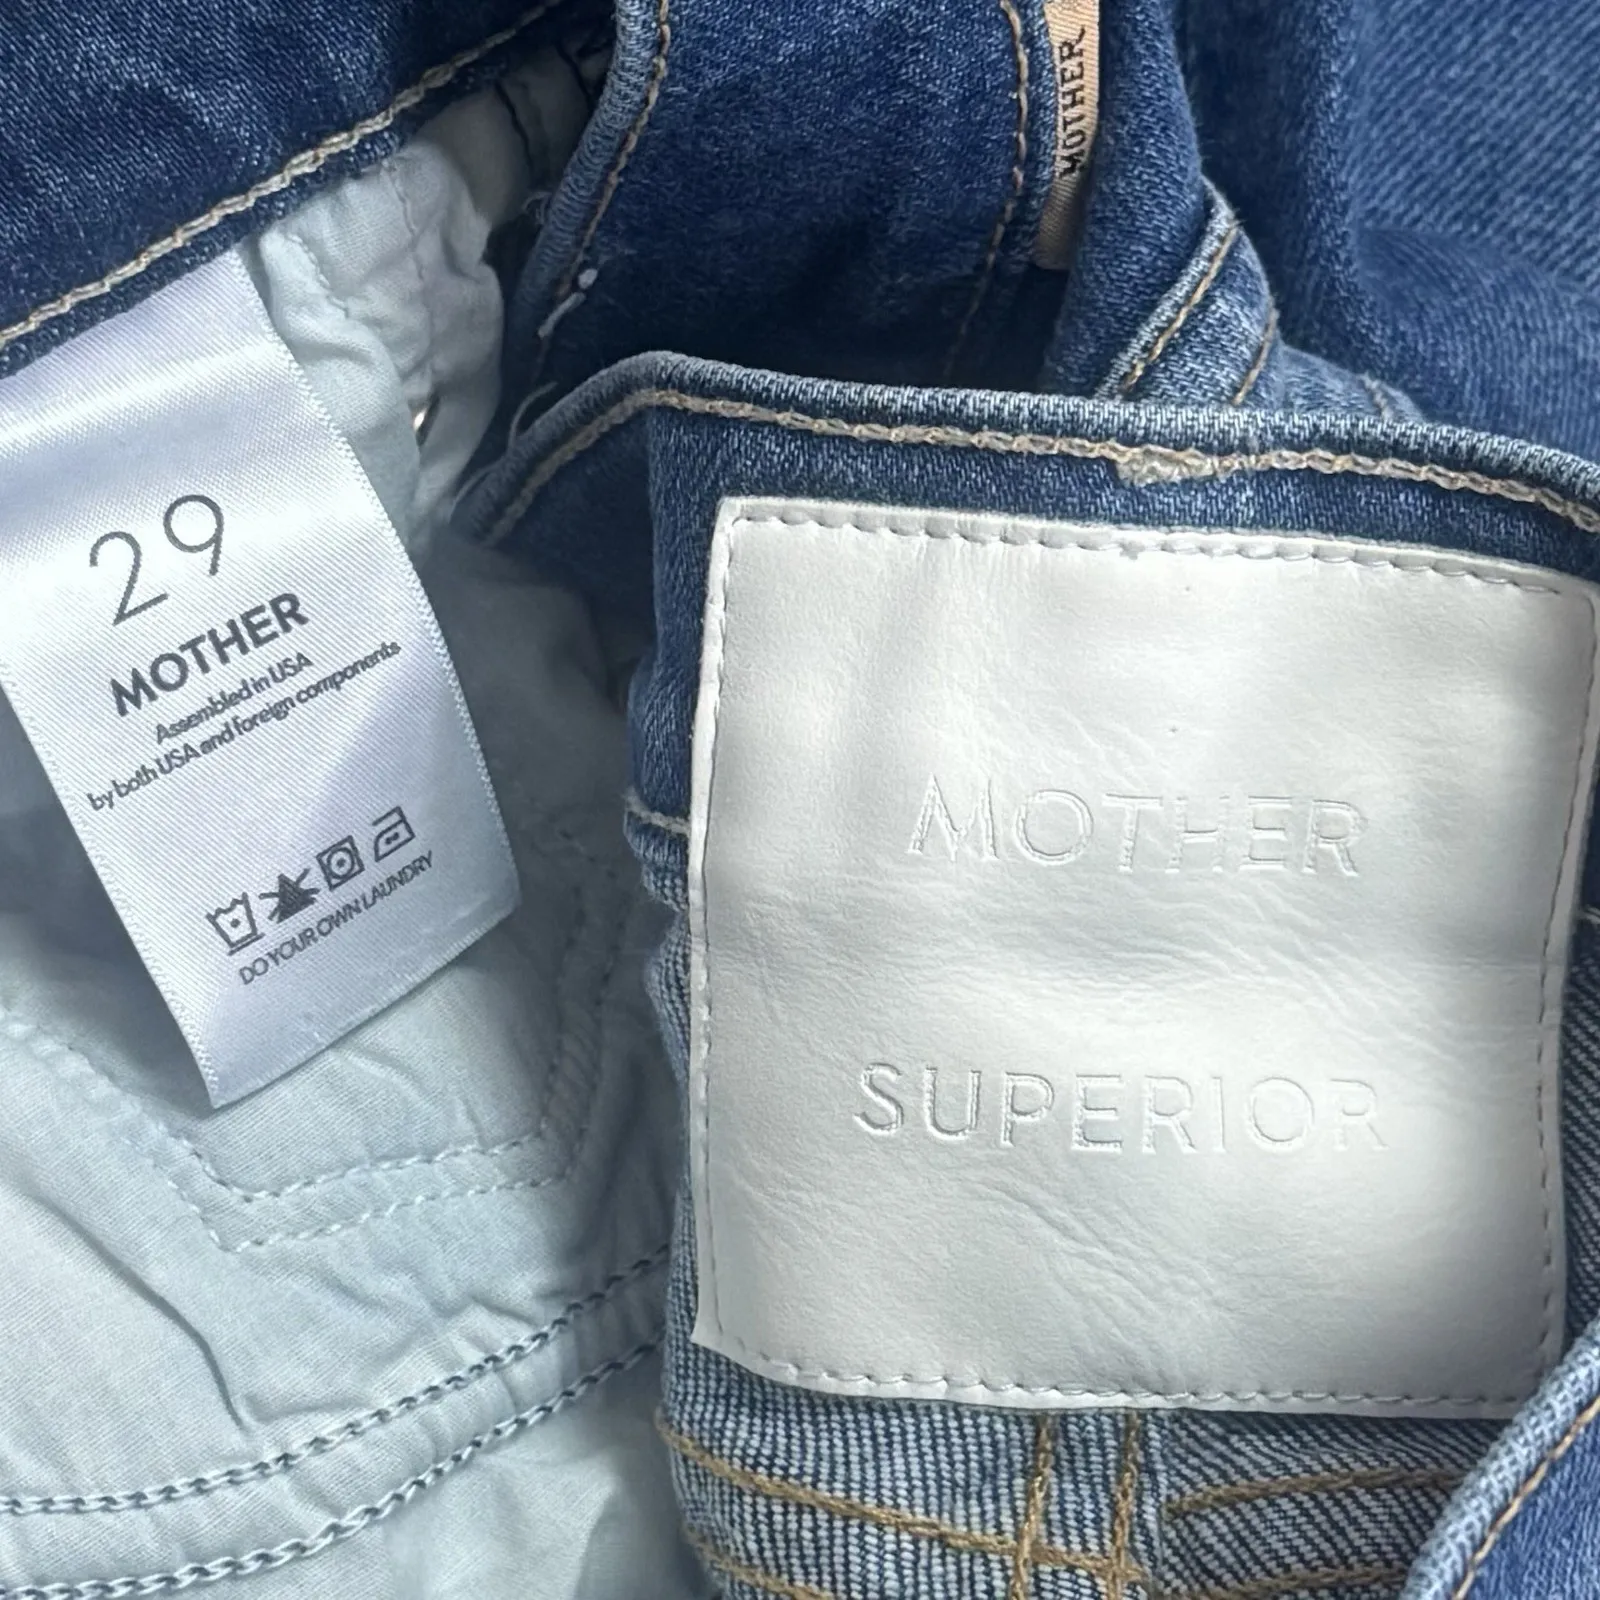 MOTHER
29
MOTHER
Assembled in USA
by both USA and foreign components
DO YOUR OWN LAUNDRY
MOTHER
SUPERIOR